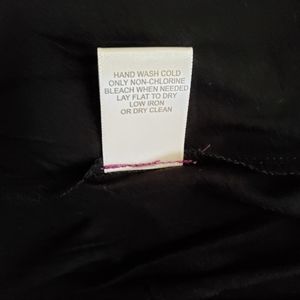 HAND WASH COLD
ONLY NON-CHLORINE
BLEACH WHEN NEEDED
LAY FLAT TO DRY
LOW IRON
OR DRY CLEAN